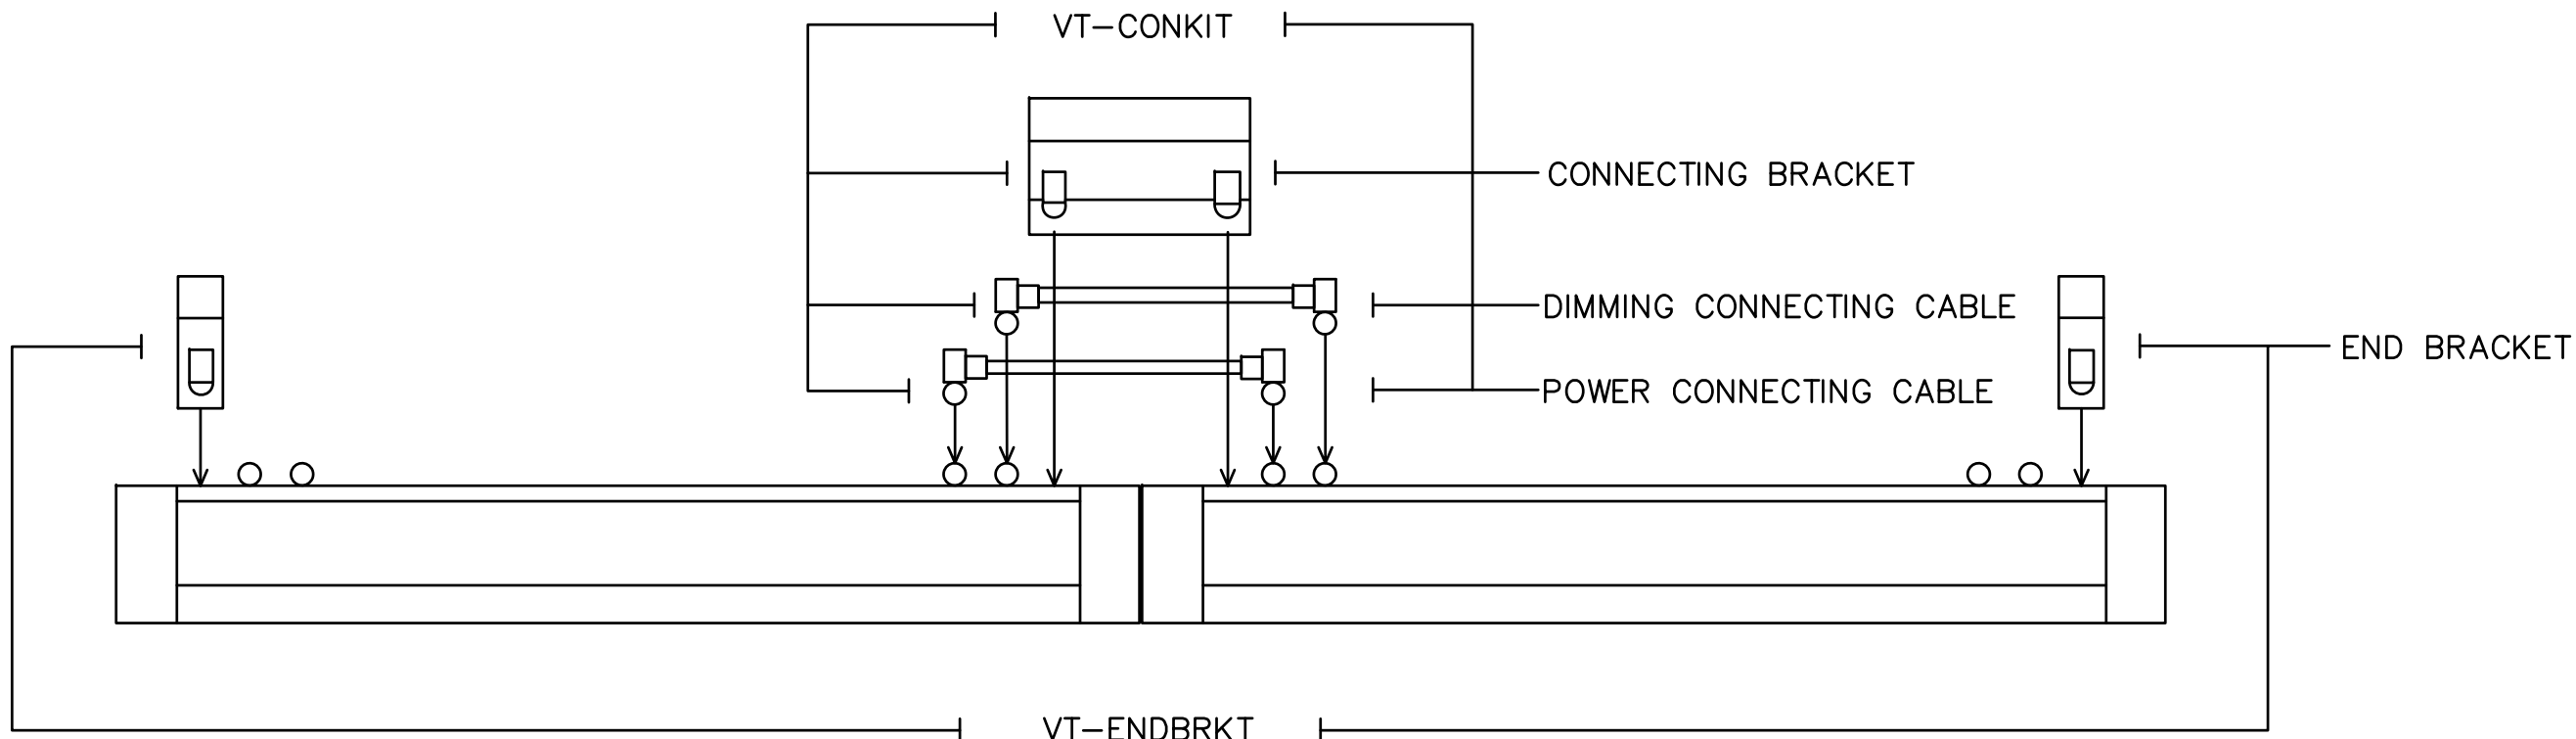 VT-CONKIT
CONNECTING BRACKET
DIMMING CONNECTING CABLE
END BRACKET
POWER CONNECTING CABLE
VT-ENDBRKT